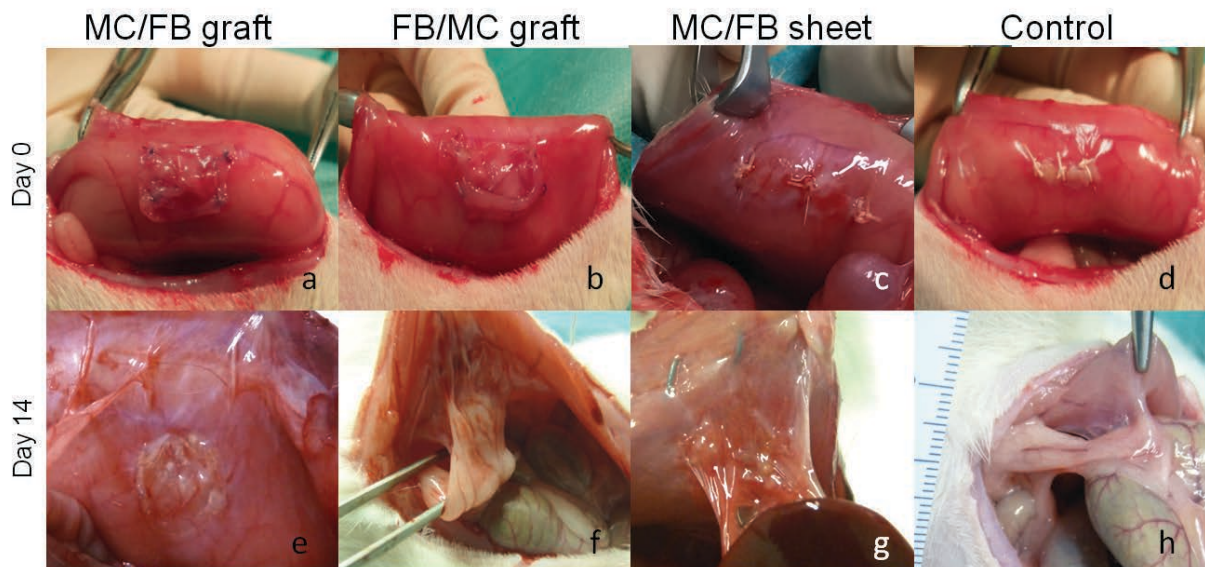 MC/FB graft FB/MC graft MC/FB sheet Control
Day 0
a b c d
Day 14
e f g h